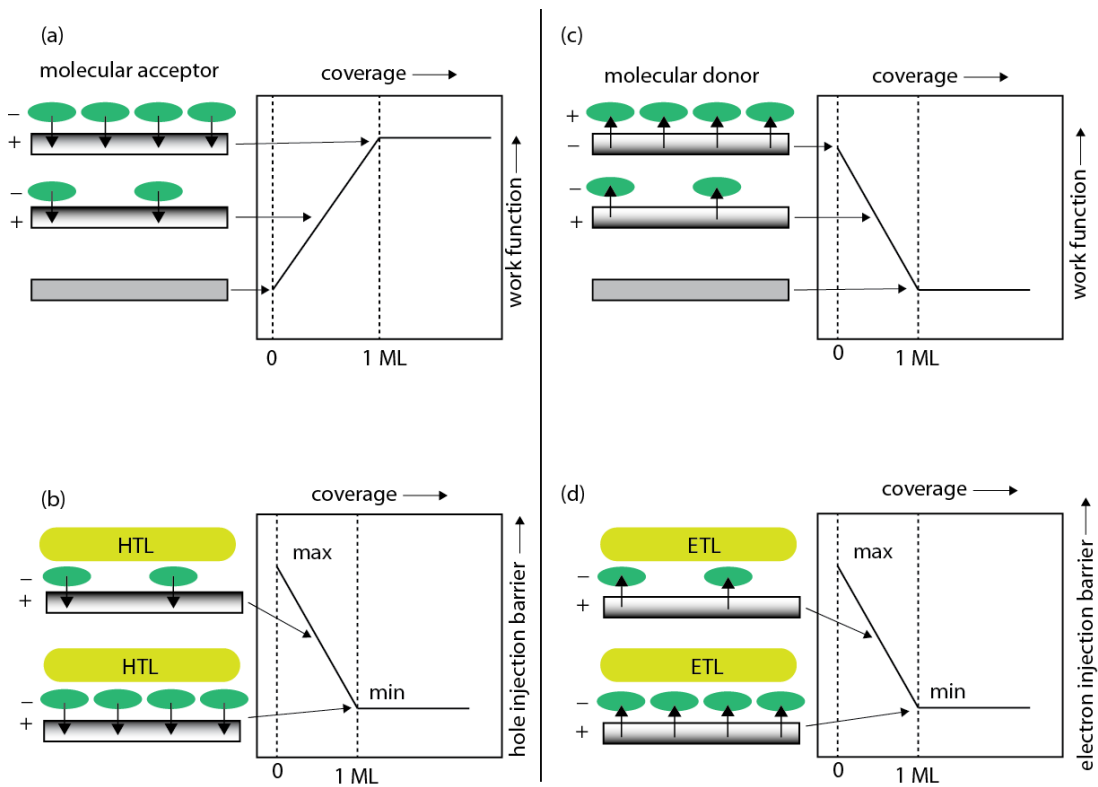 (a)
molecular acceptor
coverage
−
+
−
+
work function
0
1 ML
(c)
molecular donor
coverage
+
−
−
+
work function
0
1 ML
(b)
coverage
HTL
max
−
+
HTL
min
−
+
hole injection barrier
0
1 ML
(d)
coverage
ETL
max
−
+
ETL
min
−
+
electron injection barrier
0
1 ML